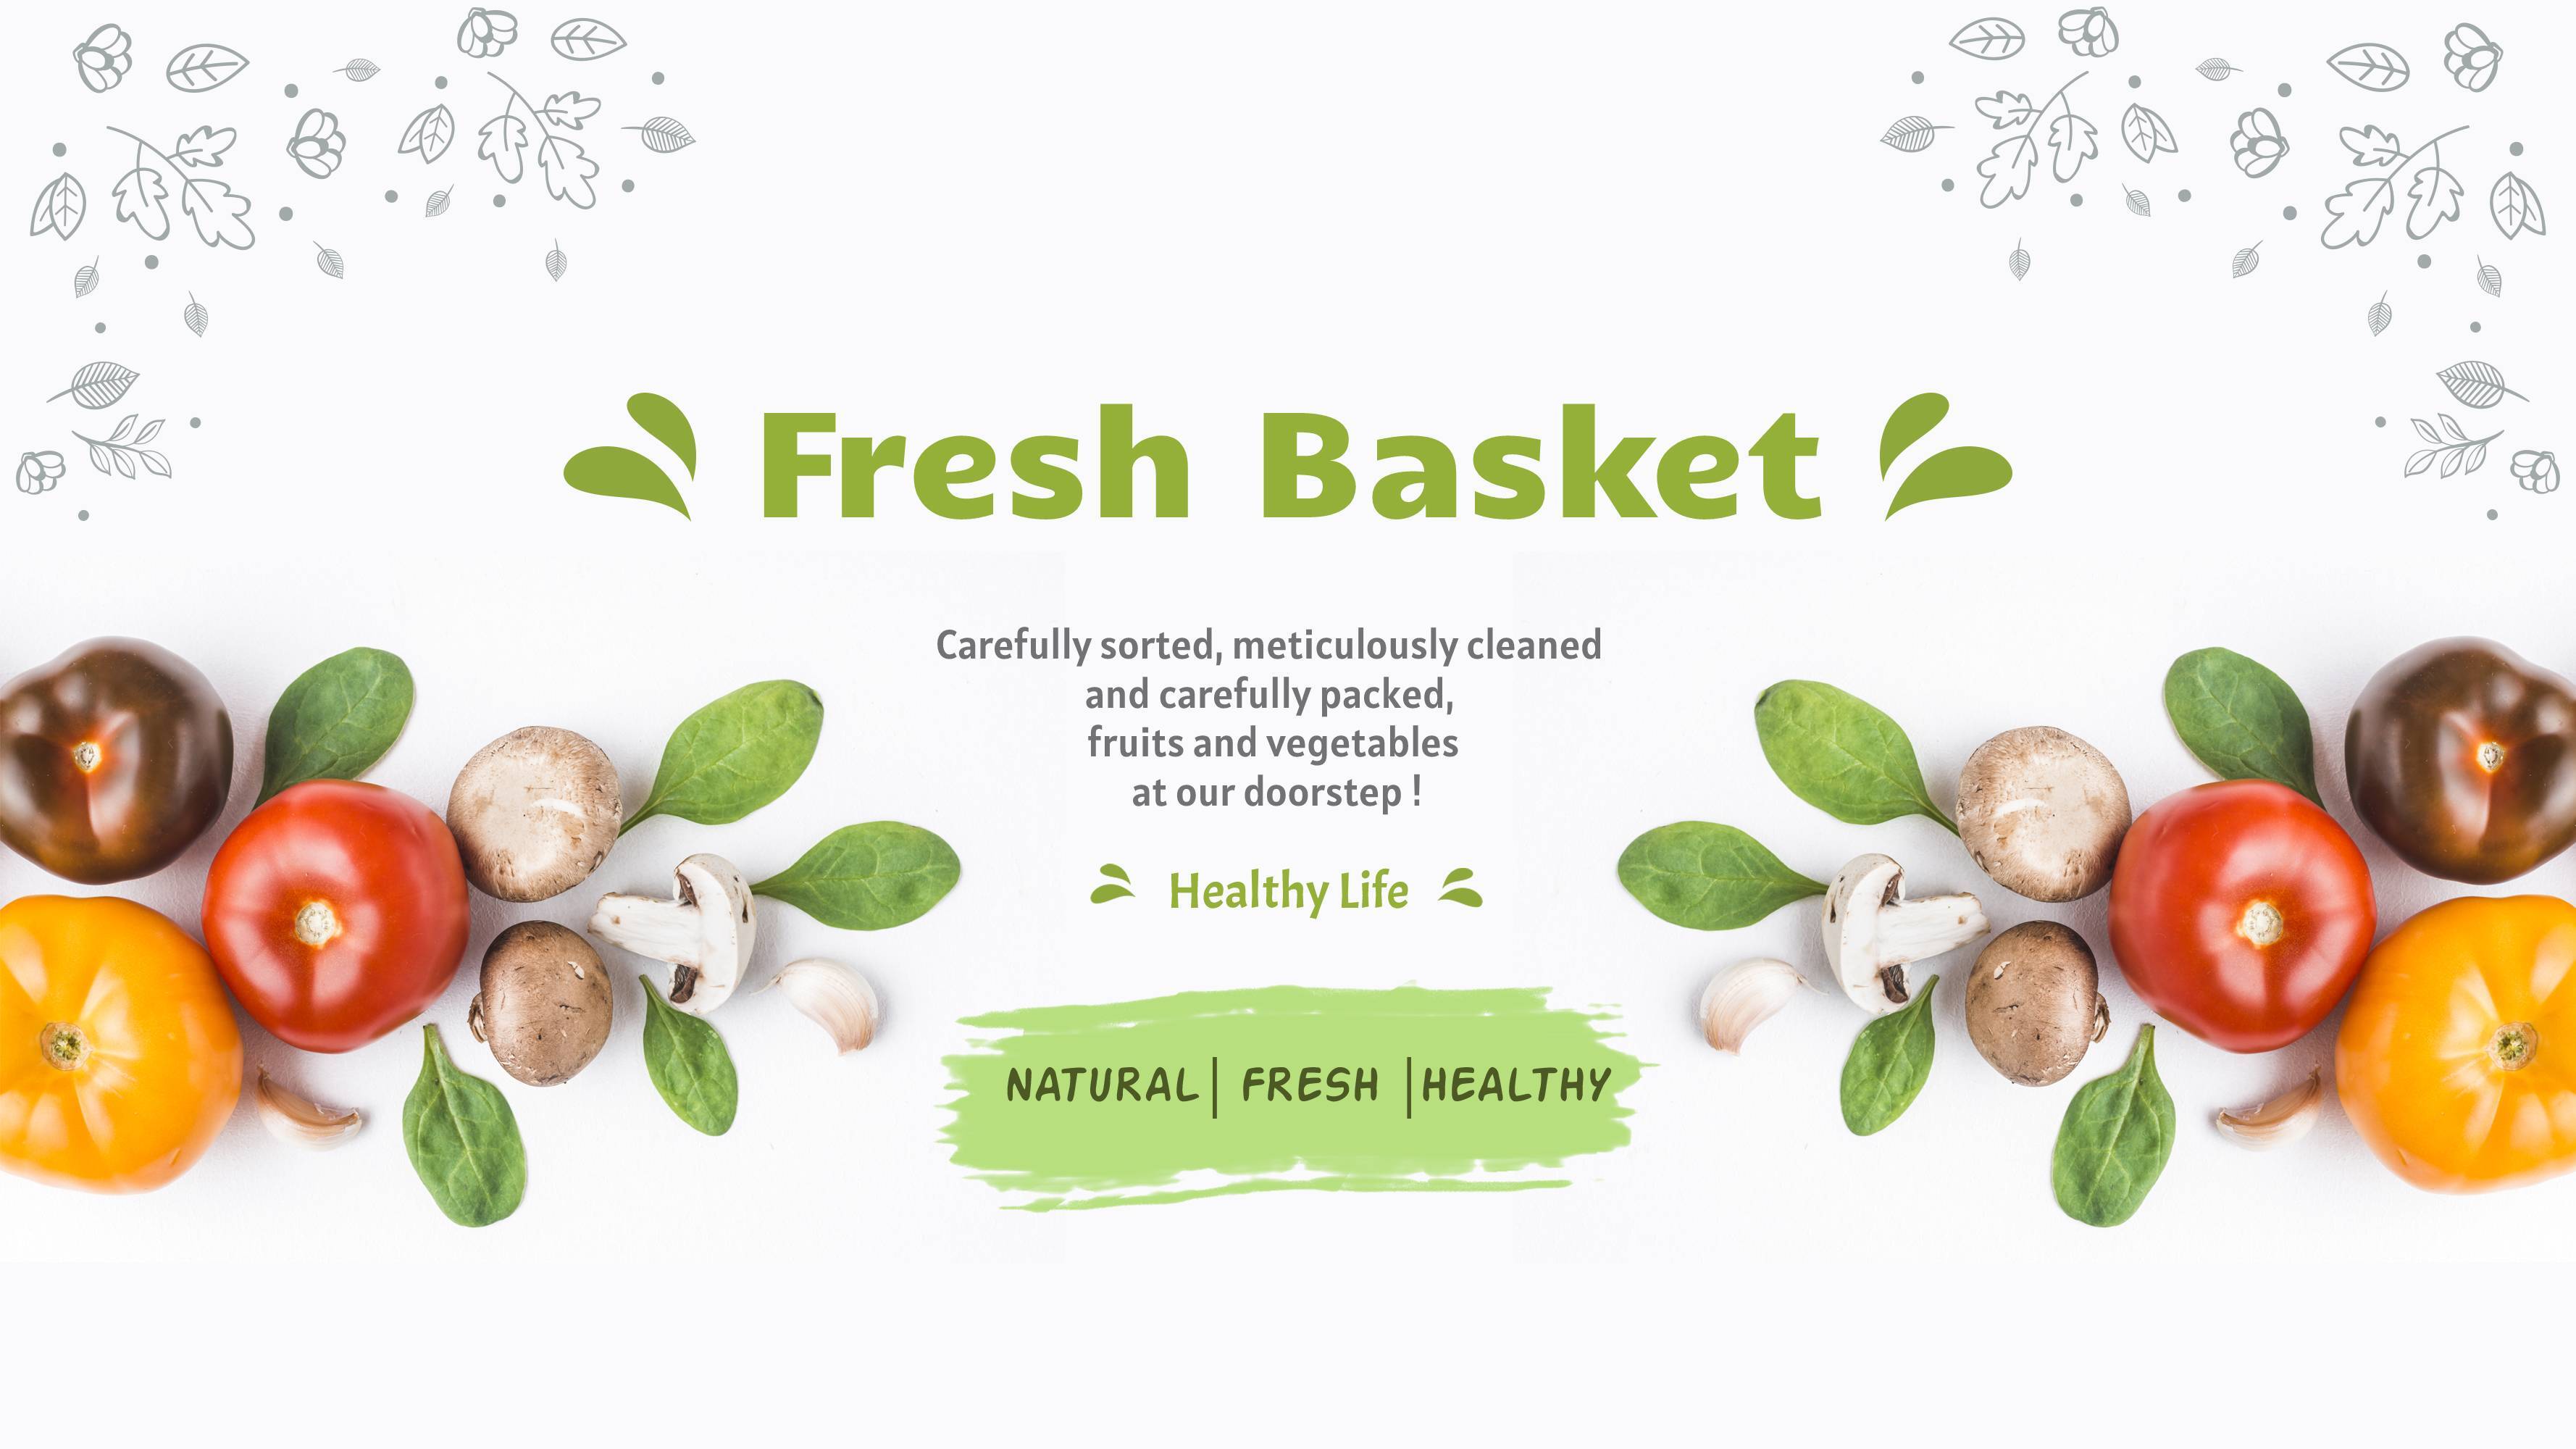 Fresh Basket
Carefully sorted, meticulously cleaned
and carefully packed,
fruits and vegetables
at our doorstep !
Healthy Life
NATURAL| FRESH |HEALTHY